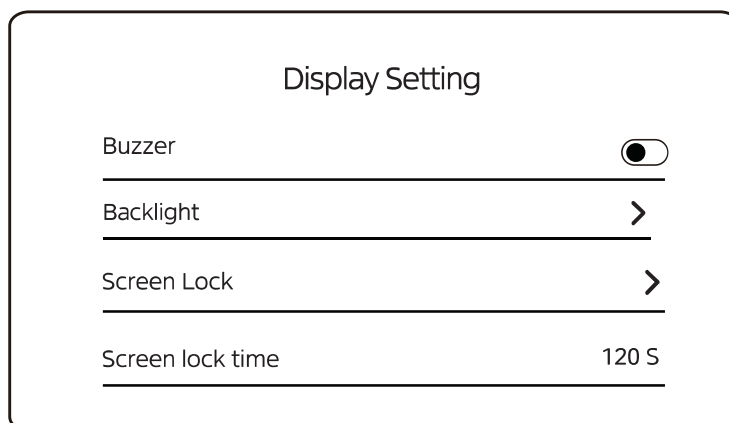 Display Setting
Buzzer
Backlight
Screen Lock
Screen lock time 120 S